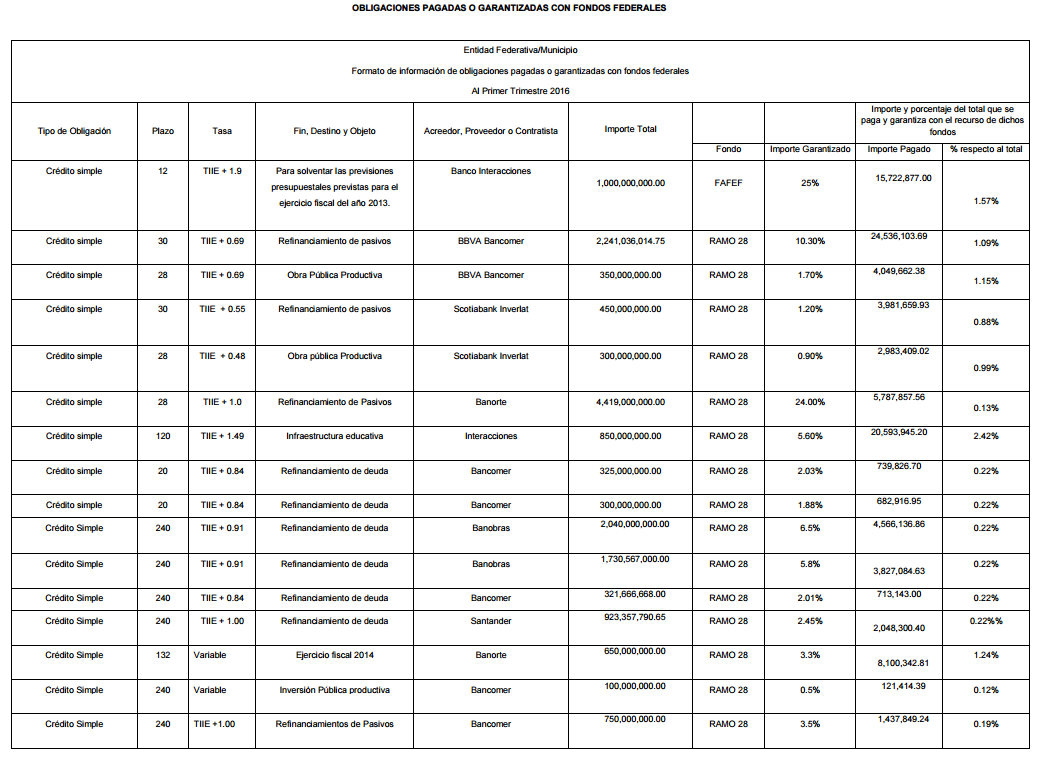 OBLIGACIONES PAGADAS O GARANTIZADAS CON FONDOS FEDERALES
Entidad Federativa/Municipio
Formato de información de obligaciones pagadas o garantizadas con fondos federales
Al Primer Trimestre 2016
Tipo de Obligación Plazo Tasa Fin, Destino y Objeto Acreedor, Proveedor o Contratista Importe Total
Importe y porcentaje del total que se
paga y garantiza con el recurso de dichos
fondos
Fondo Importe Garantizado Importe Pagado % respecto al total
Crédito simple 12 TIIE + 1.9 Para solventar las previsiones
presupuestales previstas para el
ejercicio fiscal del año 2013.
Banco Interacciones 1,000,000,000.00 FAFEF 25% 15,722,877.00 1.57%
Crédito simple 30 TIIE + 0.69 Refinanciamiento de pasivos BBVA Bancomer 2,241,036,014.75 RAMO 28 10.30% 24,536,103.69 1.09%
Crédito simple 28 TIIE + 0.69 Obra Pública Productiva BBVA Bancomer 350,000,000.00 RAMO 28 1.70% 4,049,662.38 1.15%
Crédito simple 30 TIIE + 0.55 Refinanciamiento de pasivos Scotiabank Inverlat 450,000,000.00 RAMO 28 1.20% 3,981,659.93 0.88%
Crédito simple 28 TIIE + 0.48 Obra pública Productiva Scotiabank Inverlat 300,000,000.00 RAMO 28 0.90% 2,983,409.02 0.99%
Crédito simple 28 TIIE + 1.0 Refinanciamiento de Pasivos Banorte 4,419,000,000.00 RAMO 28 24.00% 5,787,857.56 0.13%
Crédito simple 120 TIIE + 1.49 Infraestructura educativa Interacciones 850,000,000.00 RAMO 28 5.60% 20,593,945.20 2.42%
Crédito simple 20 TIIE + 0.84 Refinanciamiento de deuda Bancomer 325,000,000.00 RAMO 28 2.03% 739,826.70 0.22%
Crédito simple 20 TIIE + 0.84 Refinanciamiento de deuda Bancomer 300,000,000.00 RAMO 28 1.88% 682,916.95 0.22%
Crédito Simple 240 TIIE + 0.91 Refinanciamiento de deuda Banobras 2,040,000,000.00 RAMO 28 6.5% 4,566,136.86 0.22%
Crédito Simple 240 TIIE + 0.91 Refinanciamiento de deuda Banobras 1,730,567,000.00 RAMO 28 5.8% 3,827,084.63 0.22%
Crédito Simple 240 TIIE + 0.84 Refinanciamiento de deuda Bancomer 321,666,668.00 RAMO 28 2.01% 713,143.00 0.22%
Crédito Simple 240 TIIE + 1.00 Refinanciamiento de deuda Santander 923,357,790.65 RAMO 28 2.45% 2,048,300.40 0.22%%
Crédito Simple 132 Variable Ejercicio fiscal 2014 Banorte 650,000,000.00 RAMO 28 3.3% 8,100,342.81 1.24%
Crédito Simple 240 Variable Inversión Pública productiva Bancomer 100,000,000.00 RAMO 28 0.5% 121,414.39 0.12%
Crédito Simple 240 TIIE +1.00 Refinanciamientos de Pasivos Bancomer 750,000,000.00 RAMO 28 3.5% 1,437,849.24 0.19%